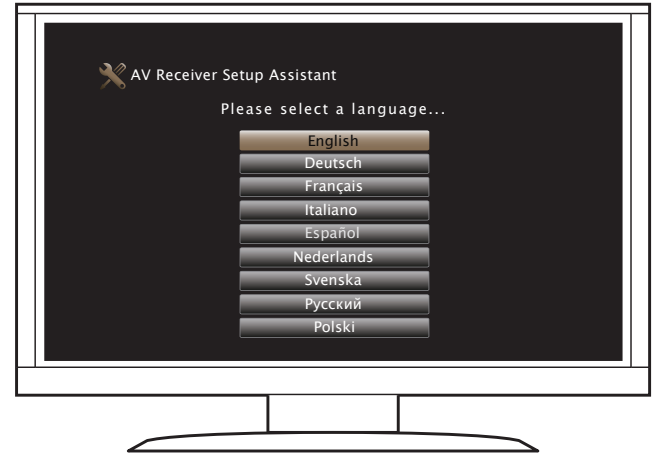 AV Receiver Setup Assistant
Please select a language...
English
Deutsch
Français
Italiano
Español
Nederlands
Svenska
Русский
Polski